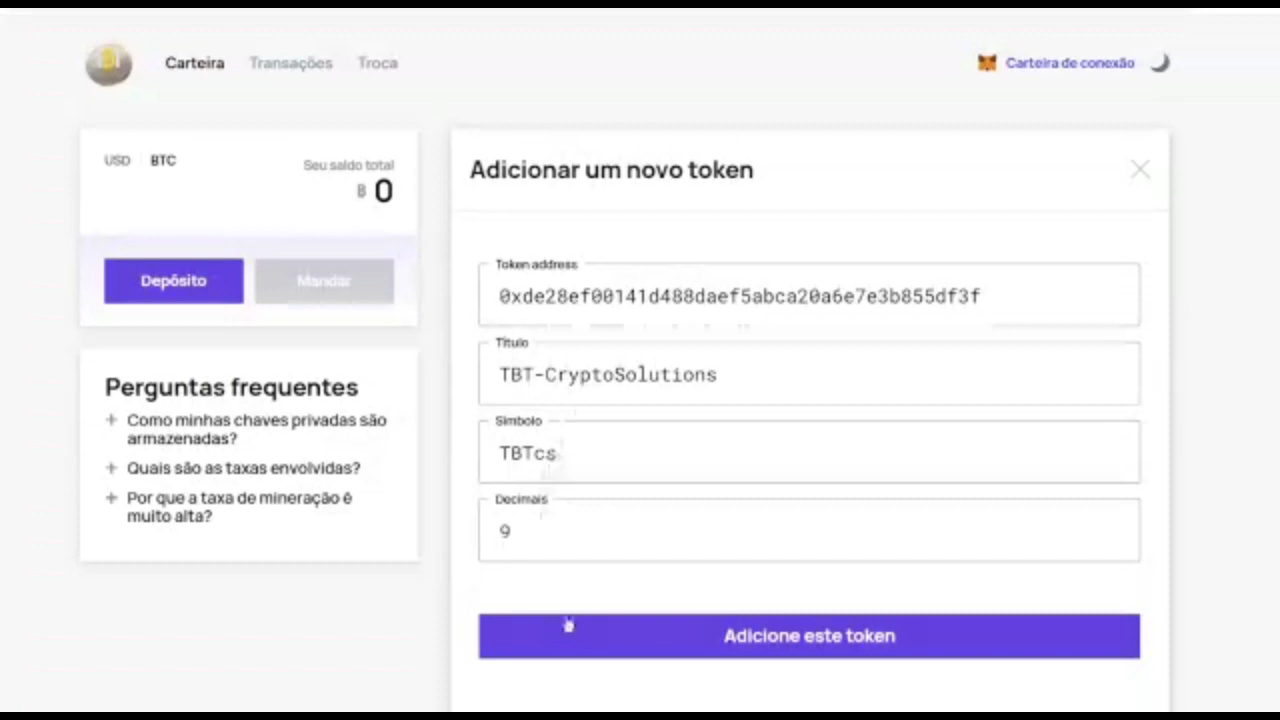 Carteira Transações Troca
Carteira de conexão
USD BTC
Seu saldo total
B 0
Depósito
Mandar
Perguntas frequentes
+ Como minhas chaves privadas são
armazenadas?
+ Quais são as taxas envolvidas?
+ Por que a taxa de mineração é
muito alta?
Adicionar um novo token
Token address
0xde28ef00141d488daef5abca20a6e7e3b855df3f
Título
TBT-CryptoSolutions
Símbolo
TBTcs
Decimais
9
Adicione este token